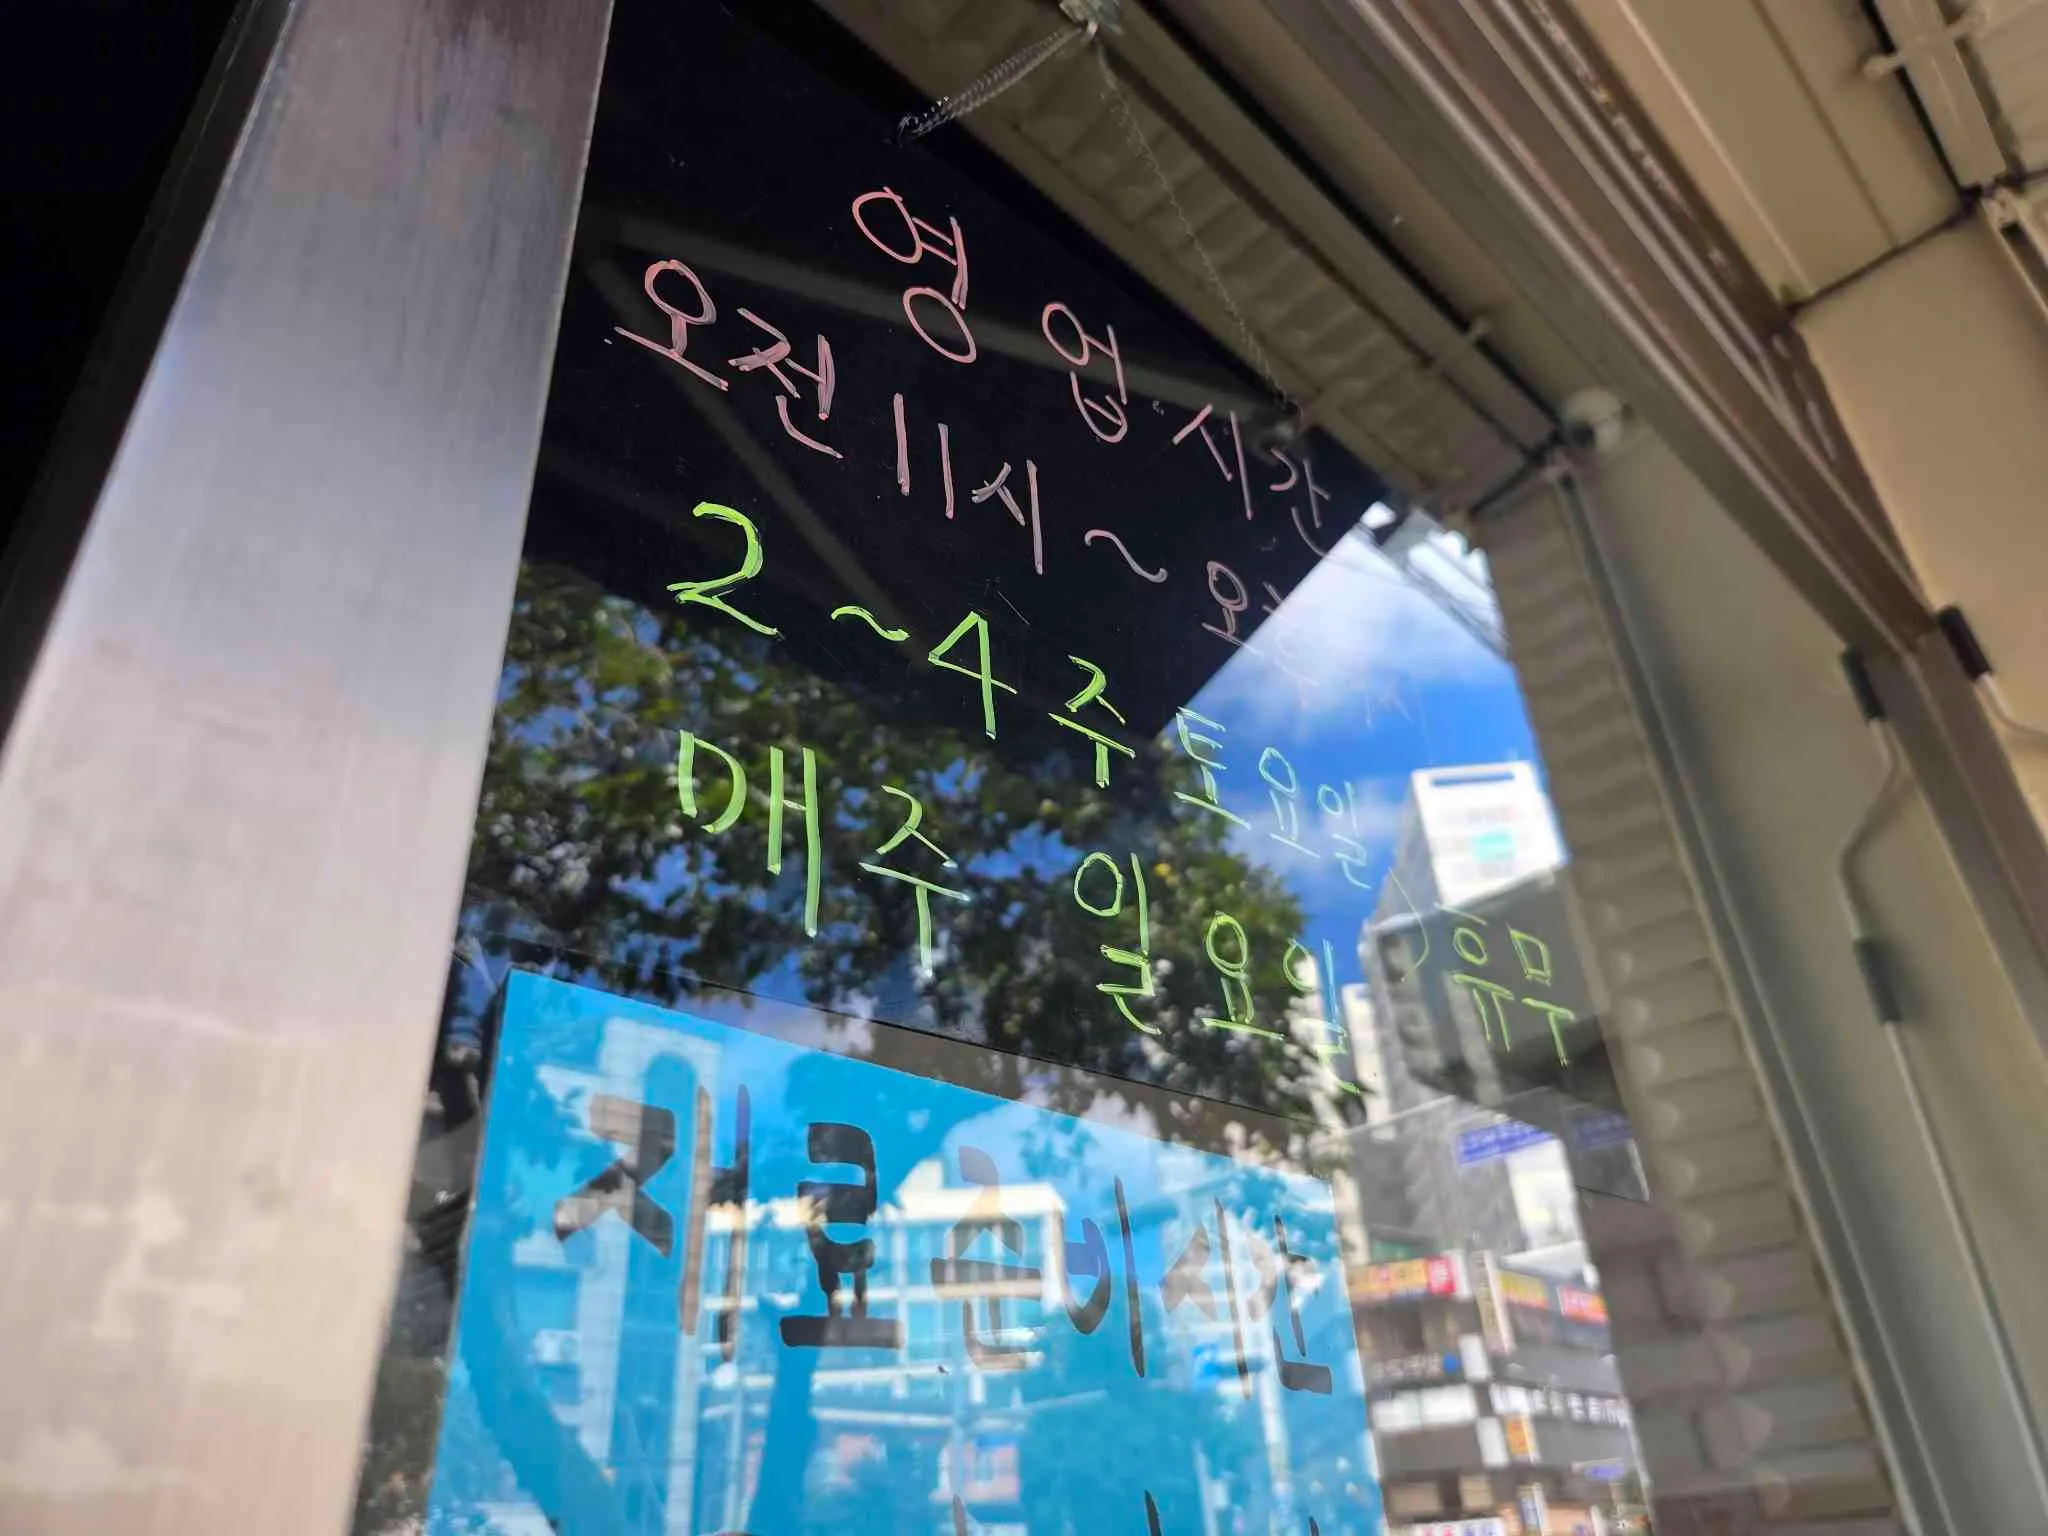 영업시간
오전 11시 ~ 오
2~4주 토요일
매주 일요일 휴무
재료준비시간